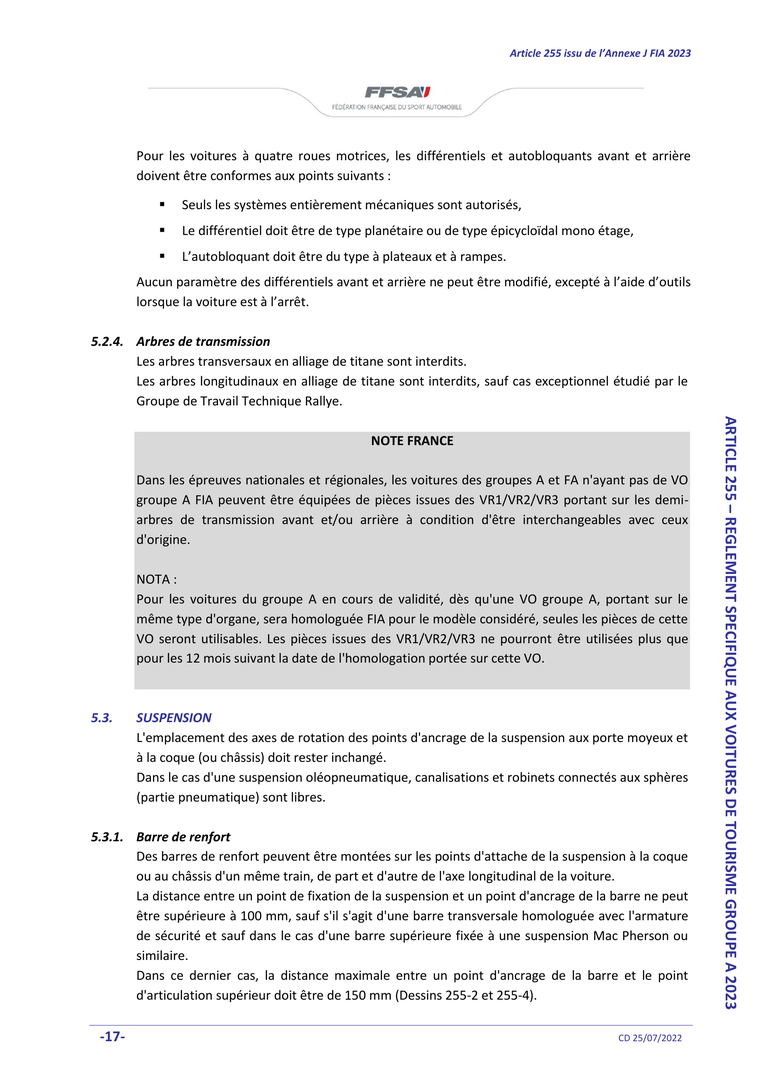 Article 255 issu de l'Annexe J FIA 2023
FFSA
FÉDÉRATION FRANÇAISE DU SPORT AUTOMOBILE
Pour les voitures à quatre roues motrices, les différentiels et autobloquants avant et arrière
doivent être conformes aux points suivants :
▪ Seuls les systèmes entièrement mécaniques sont autorisés,
▪ Le différentiel doit être de type planétaire ou de type épicycloïdal mono étage,
▪ L'autobloquant doit être du type à plateaux et à rampes.
Aucun paramètre des différentiels avant et arrière ne peut être modifié, excepté à l'aide d'outils
lorsque la voiture est à l'arrêt.
5.2.4. Arbres de transmission
Les arbres transversaux en alliage de titane sont interdits.
Les arbres longitudinaux en alliage de titane sont interdits, sauf cas exceptionnel étudié par le
Groupe de Travail Technique Rallye.
NOTE FRANCE
Dans les épreuves nationales et régionales, les voitures des groupes A et FA n'ayant pas de VO
groupe A FIA peuvent être équipées de pièces issues des VR1/VR2/VR3 portant sur les demi-
arbres de transmission avant et/ou arrière à condition d'être interchangeables avec ceux
d'origine.
NOTA :
Pour les voitures du groupe A en cours de validité, dès qu'une VO groupe A, portant sur le
même type d'organe, sera homologuée FIA pour le modèle considéré, seules les pièces de cette
VO seront utilisables. Les pièces issues des VR1/VR2/VR3 ne pourront être utilisées plus que
pour les 12 mois suivant la date de l'homologation portée sur cette VO.
5.3. SUSPENSION
L'emplacement des axes de rotation des points d'ancrage de la suspension aux porte moyeux et
à la coque (ou châssis) doit rester inchangé.
Dans le cas d'une suspension oléopneumatique, canalisations et robinets connectés aux sphères
(partie pneumatique) sont libres.
5.3.1. Barre de renfort
Des barres de renfort peuvent être montées sur les points d'attache de la suspension à la coque
ou au châssis d'un même train, de part et d'autre de l'axe longitudinal de la voiture.
La distance entre un point de fixation de la suspension et un point d'ancrage de la barre ne peut
être supérieure à 100 mm, sauf s'il s'agit d'une barre transversale homologuée avec l'armature
de sécurité et sauf dans le cas d'une barre supérieure fixée à une suspension Mac Pherson ou
similaire.
Dans ce dernier cas, la distance maximale entre un point d'ancrage de la barre et le point
d'articulation supérieur doit être de 150 mm (Dessins 255-2 et 255-4).
ARTICLE 255 – REGLEMENT SPECIFIQUE AUX VOITURES DE TOURISME GROUPE A 2023
-17-
CD 25/07/2022